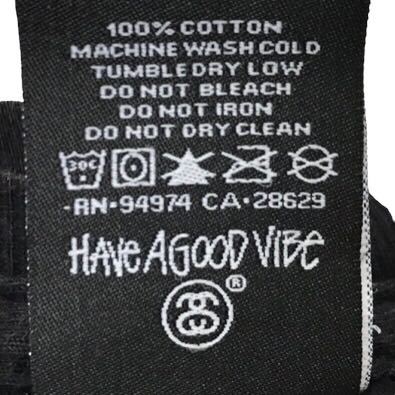 100% COTTON
MACHINE WASH COLD
TUMBLE DRY LOW
DO NOT BLEACH
DO NOT IRON
DO NOT DRY CLEAN
30C
-RN-94974 CA-28629
HAVE A GOOD VIBE
®
SS